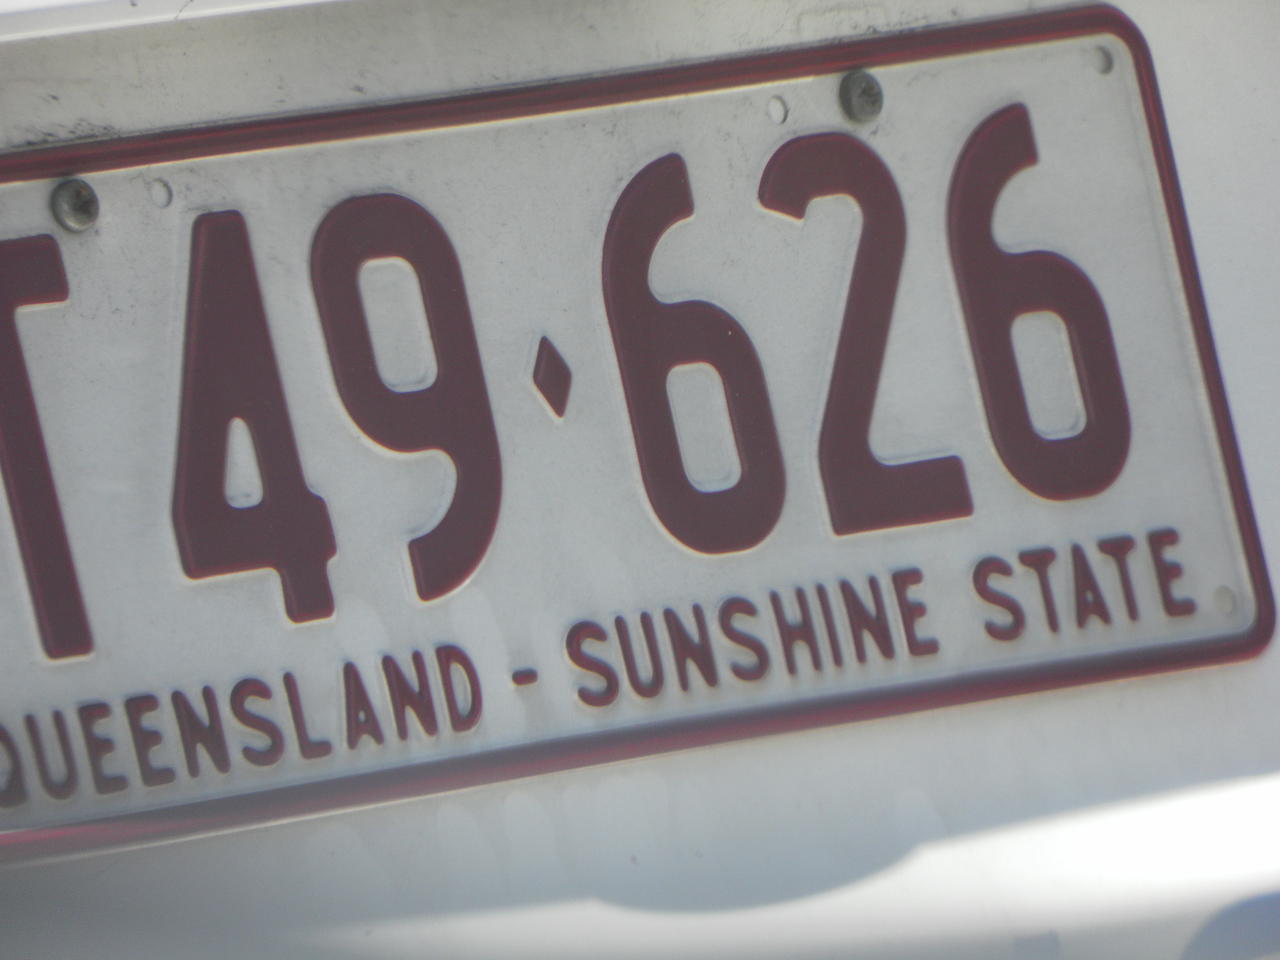 T49♦626
QUEENSLAND - SUNSHINE STATE